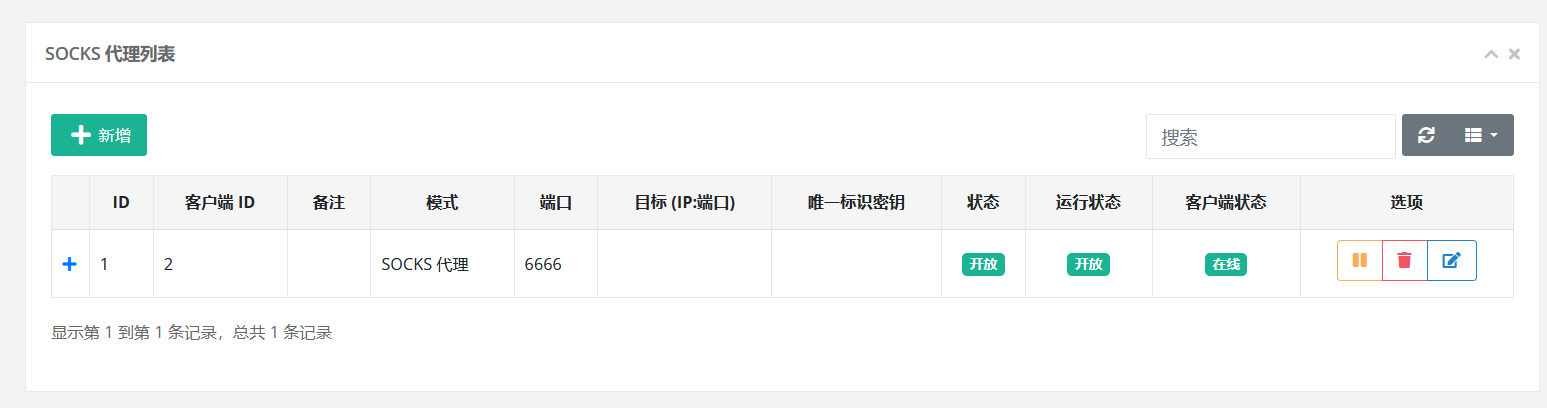 SOCKS 代理列表
新增
搜索
ID 客户端 ID 备注 模式 端口 目标 (IP:端口) 唯一标识密钥 状态 运行状态 客户端状态 选项
1 2 SOCKS 代理 6666 开放 开放 在线
显示第 1 到第 1 条记录，总共 1 条记录